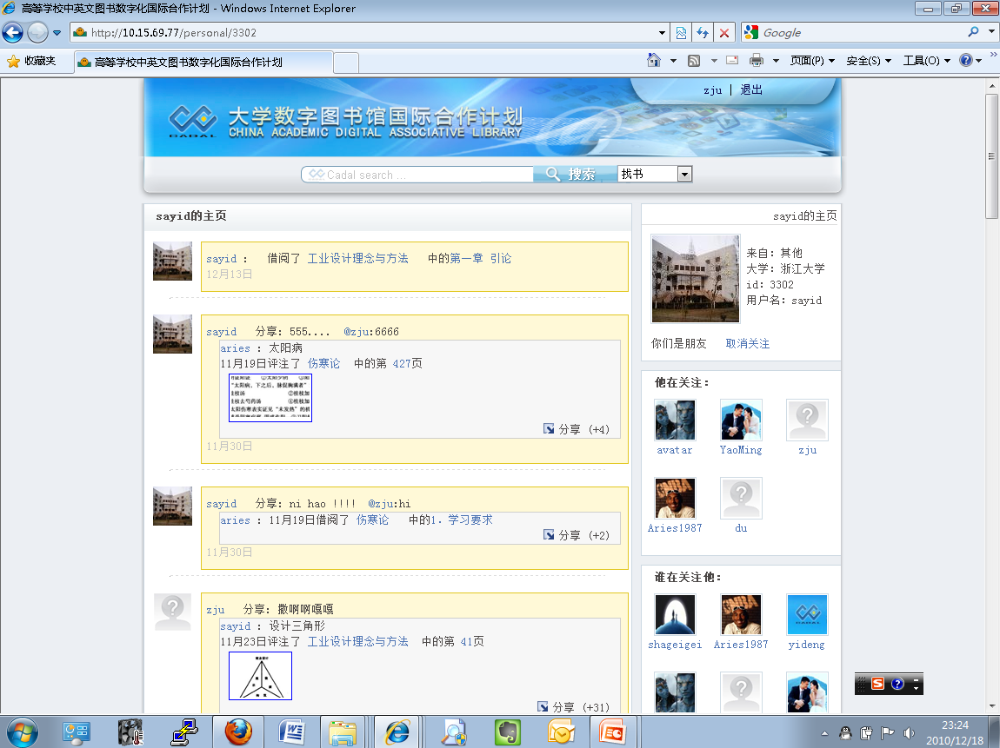 高等学校中英文图书数字化国际合作计划 - Windows Internet Explorer
http://10.15.69.77/personal/3302
Google
收藏夹
高等学校中英文图书数字化国际合作计划
页面(P)
安全(S)
工具(O)
zju | 退出
大学数字图书馆国际合作计划
CHINA ACADEMIC DIGITAL ASSOCIATIVE LIBRARY
Cadal search ...
搜索
找书
sayid的主页
sayid : 借阅了 工业设计理念与方法 中的第一章 引论
12月13日
sayid 分享: 555.... @zju:6666
aries : 太阳病
11月19日评注了 伤寒论 中的第 427页
分享 (+4)
11月30日
sayid 分享: ni hao !!!! @zju:hi
aries : 11月19日借阅了 伤寒论 中的1. 学习要求
分享 (+2)
11月30日
zju 分享: 撒啊啊嘎嘎
sayid : 设计三角形
11月23日评注了 工业设计理念与方法 中的第 41页
分享 (+31)
sayid的主页
来自: 其他
大学: 浙江大学
id: 3302
用户名: sayid
你们是朋友 取消关注
他在关注:
avatar YaoMing zju
Aries1987 du
谁在关注他:
shageigei Aries1987 yideng
23:24
2010/12/18